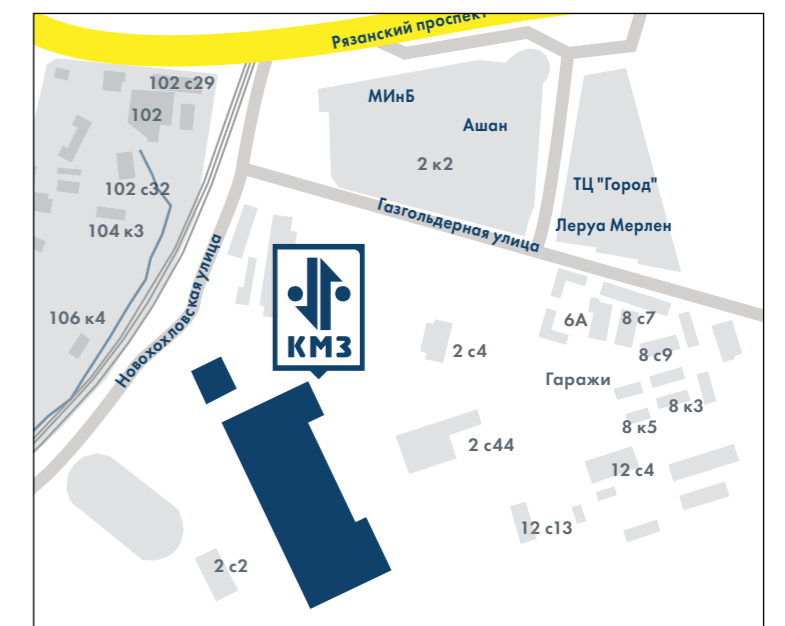 Рязанский проспект
102 с29
МИнБ
102
Ашан
2 к2
102 с32
ТЦ "Город"
Газгольдерная улица
Леруа Мерлен
104 к3
Новохохловская улица
106 к4
КМЗ
6А
8 с7
2 с4
8 с9
Гаражи
8 к3
8 к5
2 с44
12 с4
12 с13
2 с2